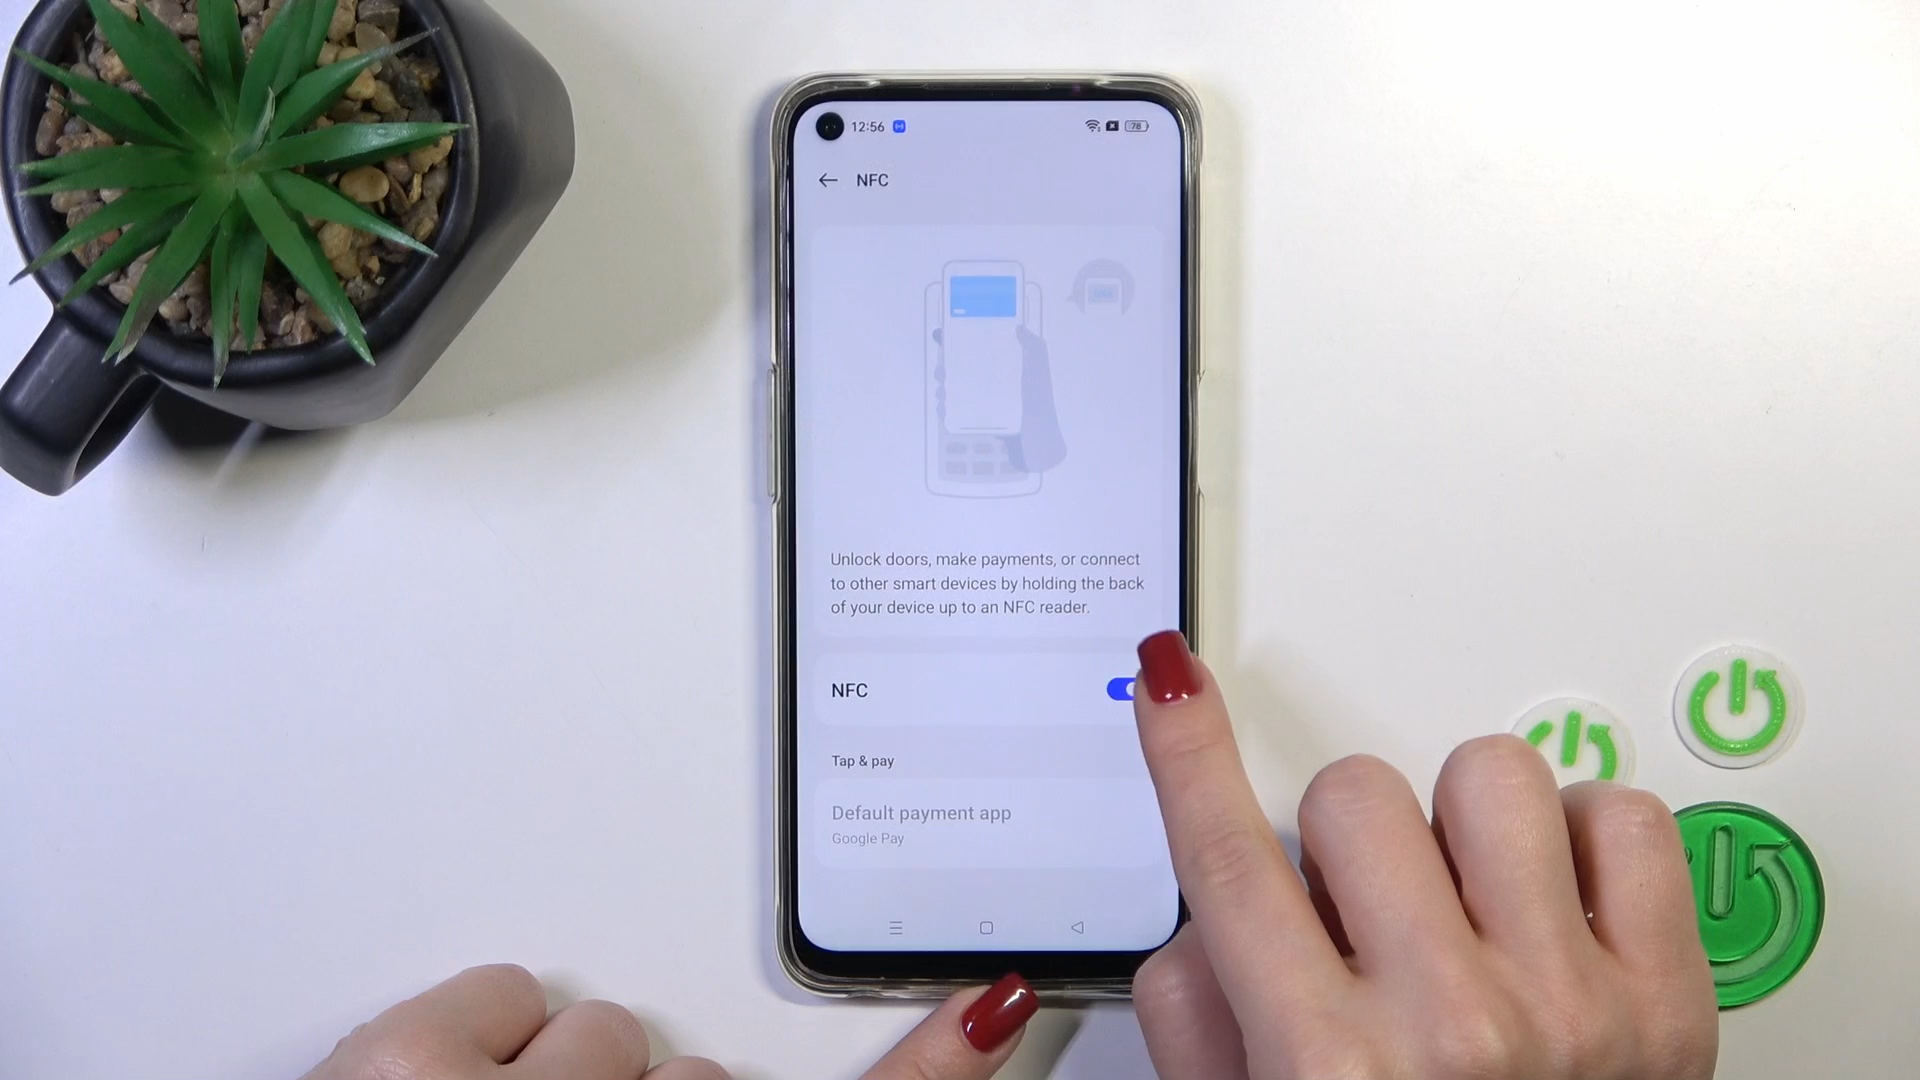 12:56
78
NFC
Unlock doors, make payments, or connect
to other smart devices by holding the back
of your device up to an NFC reader.
NFC
Tap & pay
Default payment app
Google Pay